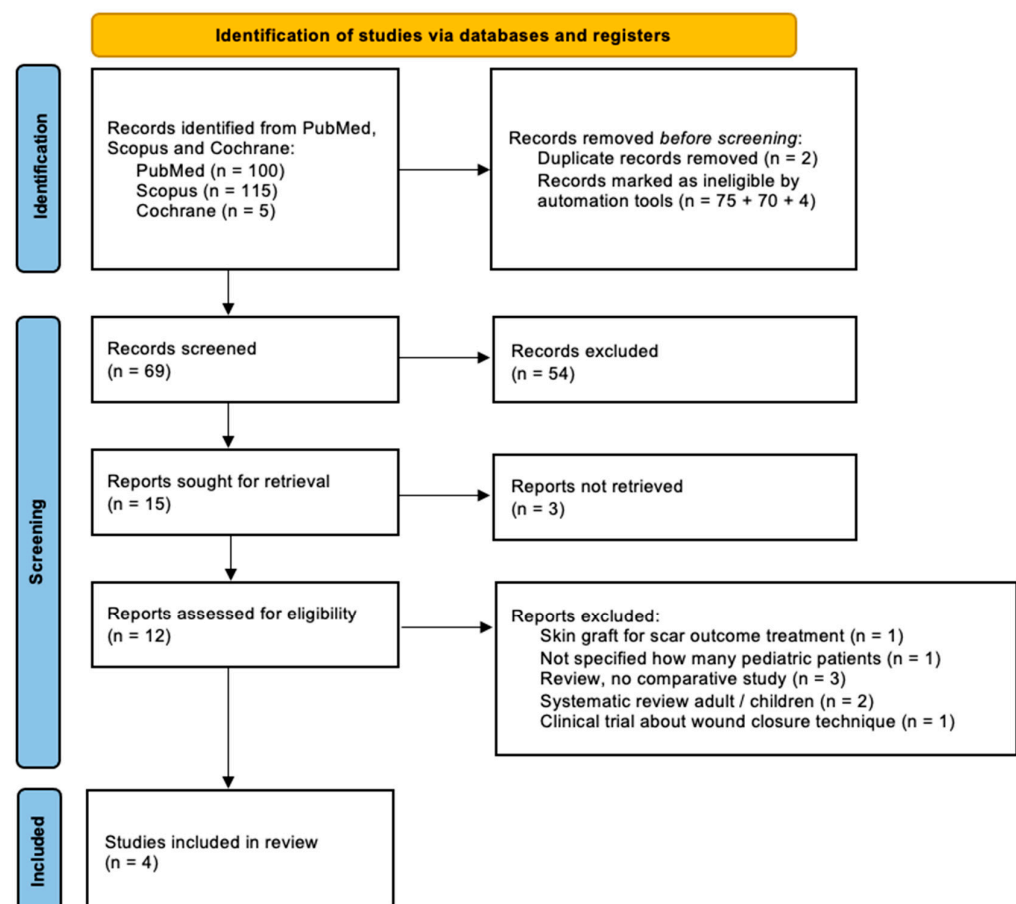 Identification of studies via databases and registers
Identification
Records identified from PubMed,
Scopus and Cochrane:
PubMed (n = 100)
Scopus (n = 115)
Cochrane (n = 5)
Records removed before screening:
Duplicate records removed (n = 2)
Records marked as ineligible by
automation tools (n = 75 + 70 + 4)
Screening
Records screened
(n = 69)
Records excluded
(n = 54)
Reports sought for retrieval
(n = 15)
Reports not retrieved
(n = 3)
Reports assessed for eligibility
(n = 12)
Reports excluded:
Skin graft for scar outcome treatment (n = 1)
Not specified how many pediatric patients (n = 1)
Review, no comparative study (n = 3)
Systematic review adult / children (n = 2)
Clinical trial about wound closure technique (n = 1)
Included
Studies included in review
(n = 4)